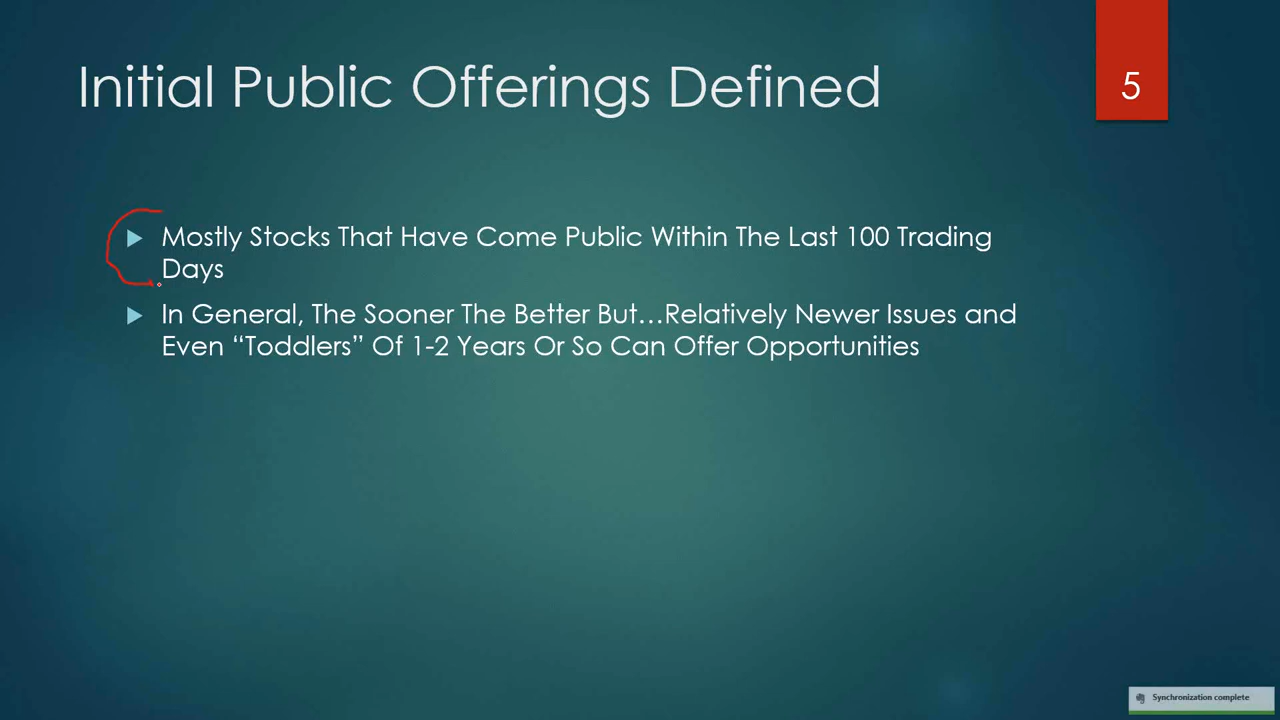 Initial Public Offerings Defined
5
Mostly Stocks That Have Come Public Within The Last 100 Trading
Days
In General, The Sooner The Better But…Relatively Newer Issues and
Even “Toddlers” Of 1-2 Years Or So Can Offer Opportunities
Synchronization complete